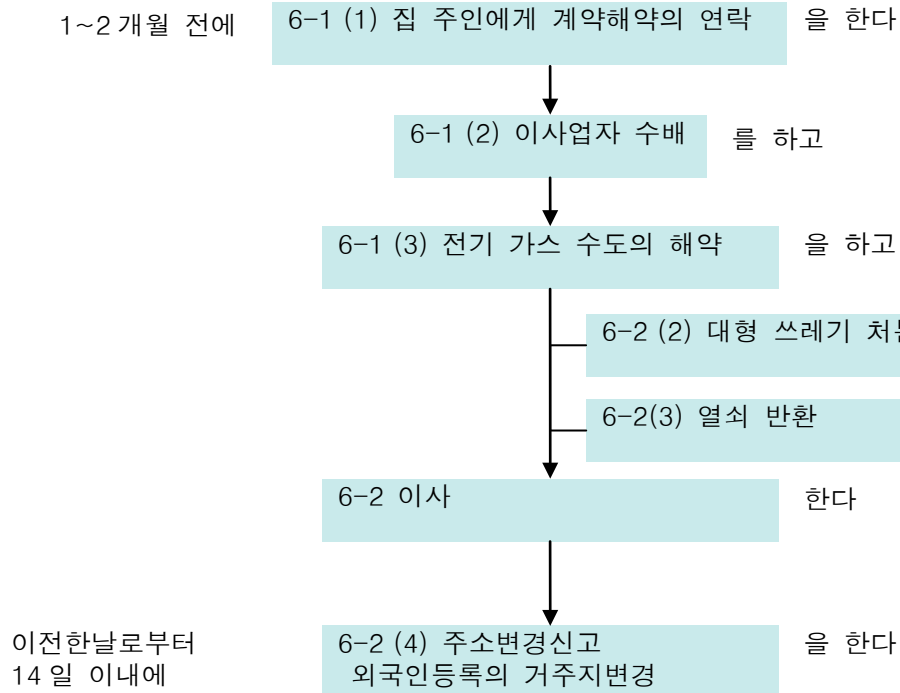 1~2개월 전에
6-1 (1) 집 주인에게 계약해약의 연락 을 한다
6-1 (2) 이사업자 수배 를 하고
6-1 (3) 전기 가스 수도의 해약 을 하고
6-2 (2) 대형 쓰레기
6-2(3) 열쇠 반환
6-2 이사 한다
이전한날로부터
14일 이내에
6-2 (4) 주소변경신고 을 한다
외국인등록의 거주지변경